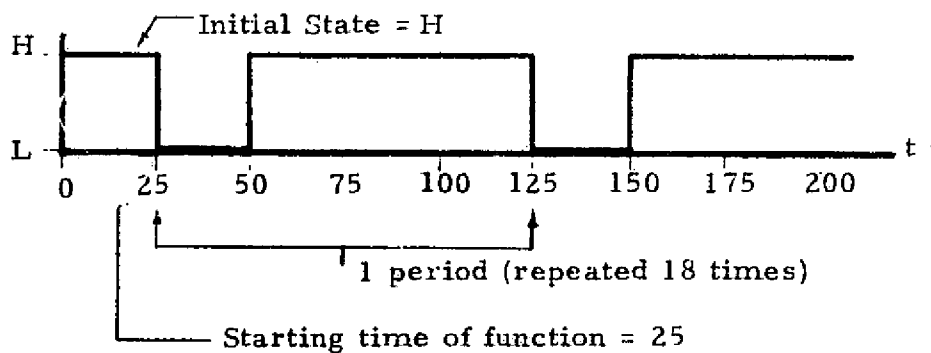 Initial State = H
H
L
t
0 25 50 75 100 125 150 175 200
1 period (repeated 18 times)
Starting time of function = 25